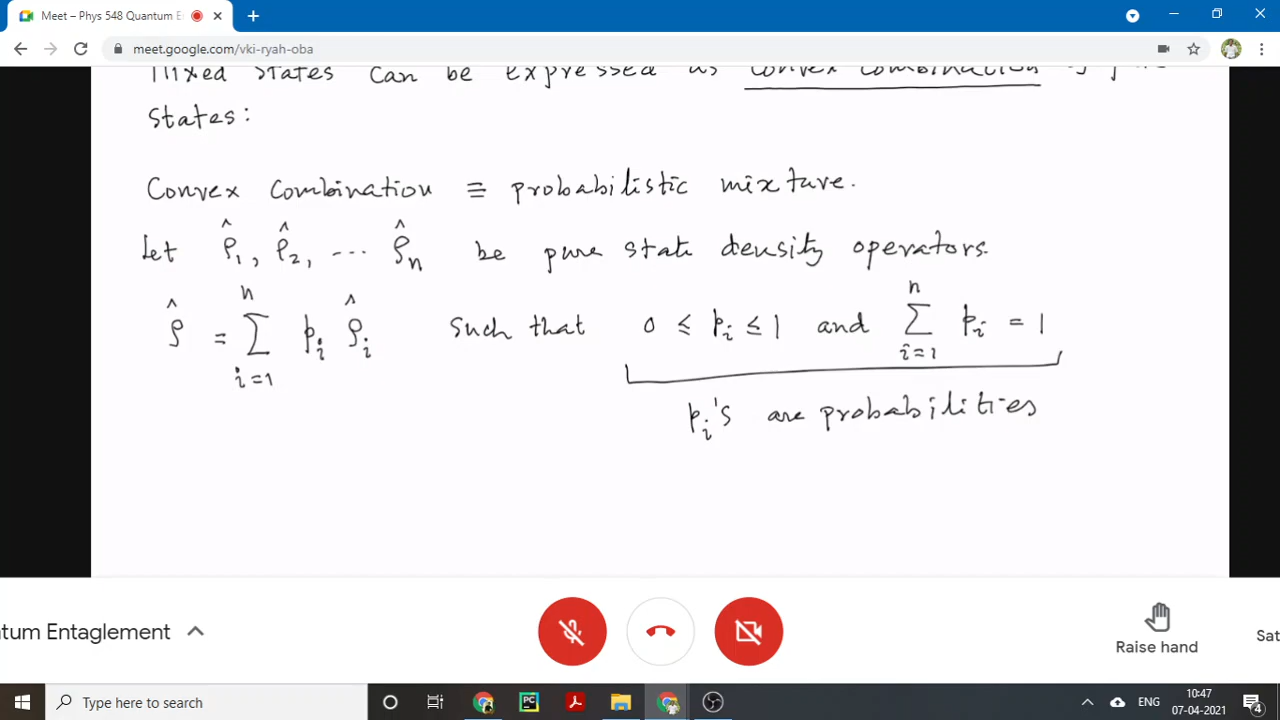 Meet – Phys 548 Quantum E
meet.google.com/vki-ryah-oba
Mixed States Can be expressed as Convex Combination
States:
Convex Combination ≡ probabilistic mixture.
Let ρ̂₁, ρ̂₂, ... ρ̂ₙ be pure state density operators.
ρ̂ = ∑ᵢ₌₁ⁿ pᵢ ρ̂ᵢ Such that 0 ≤ pᵢ ≤ 1 and ∑ᵢ₌₁ⁿ pᵢ = 1
pᵢ's are probabilities
ntum Entaglement
Raise hand
Sat
Type here to search
ENG
10:47
07-04-2021
4